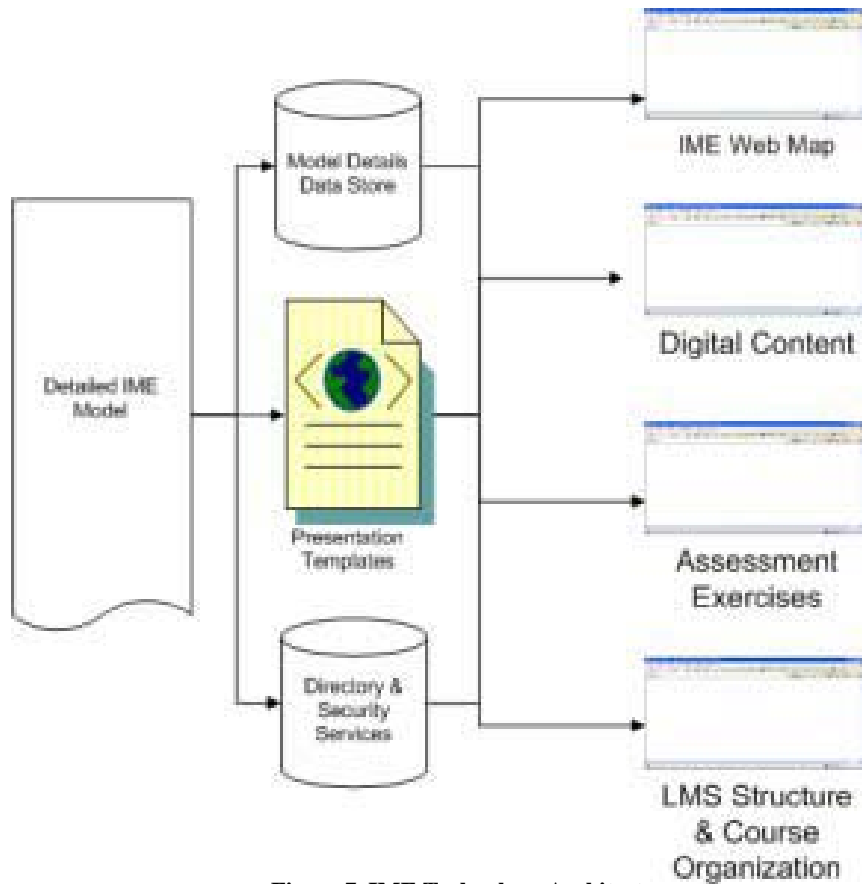 IME Web Map
Model Details
Data Store
Digital Content
Detailed IME
Model
Presentation
Templates
Assessment
Exercises
Directory &
Security
Services
LMS Structure
& Course
Organization